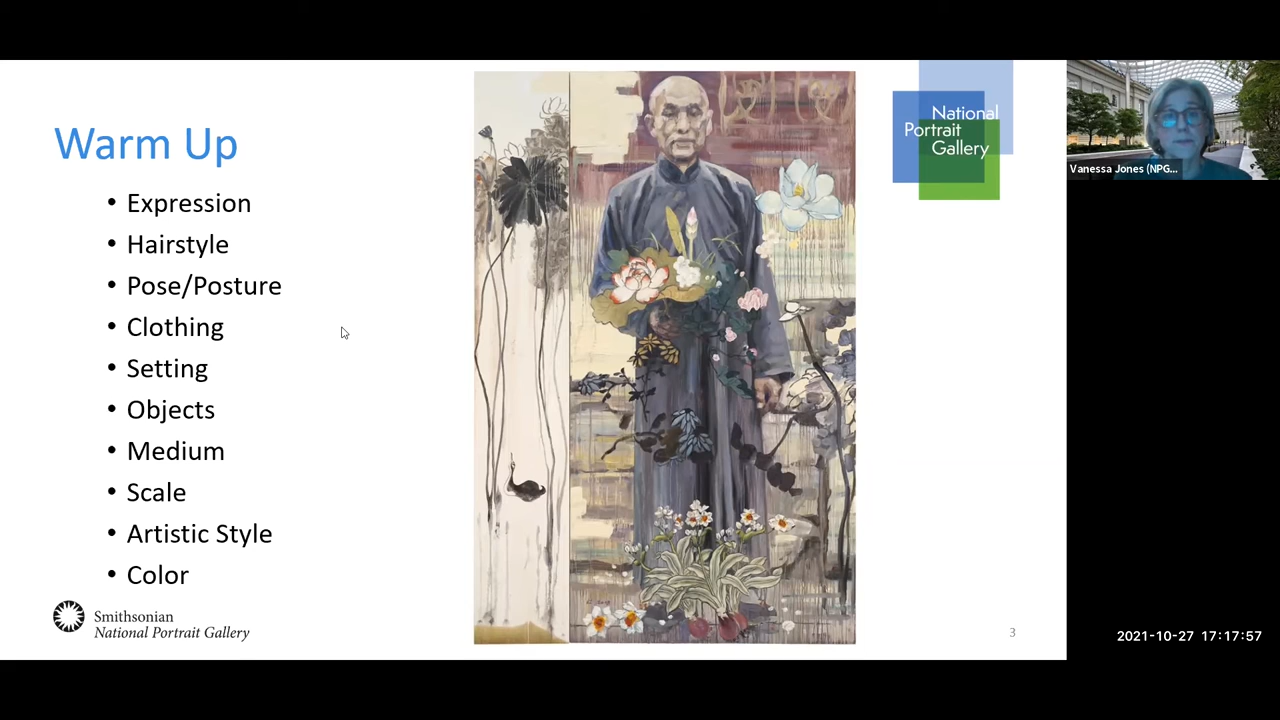 Warm Up
• Expression
• Hairstyle
• Pose/Posture
• Clothing
• Setting
• Objects
• Medium
• Scale
• Artistic Style
• Color
Smithsonian
National Portrait Gallery
National
Portrait
Gallery
3
Vanessa Jones (NPG...
2021-10-27 17:17:57